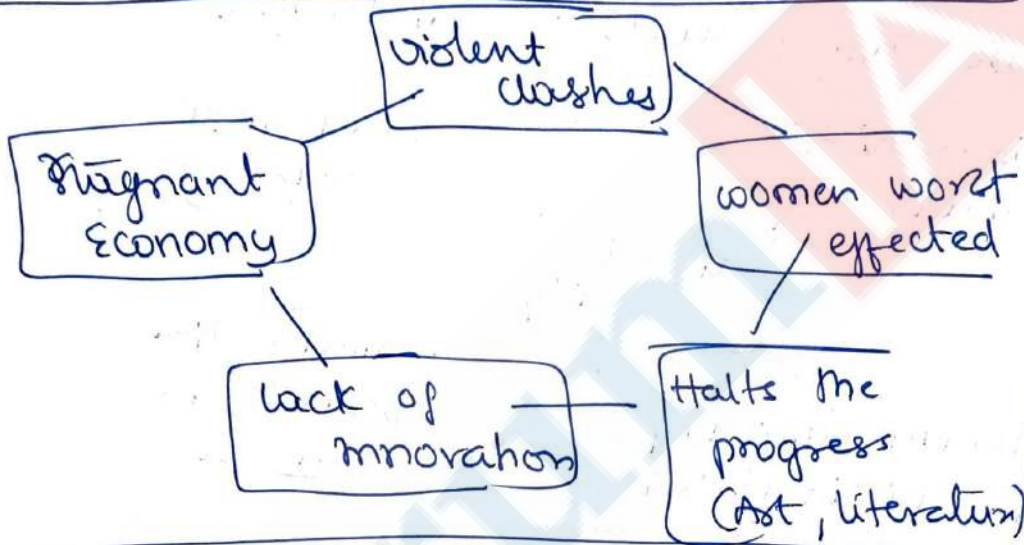 violent
clashes
Stagnant
Economy
women worst
effected
lack of
innovation
Halts the
progress
(Art, literature)